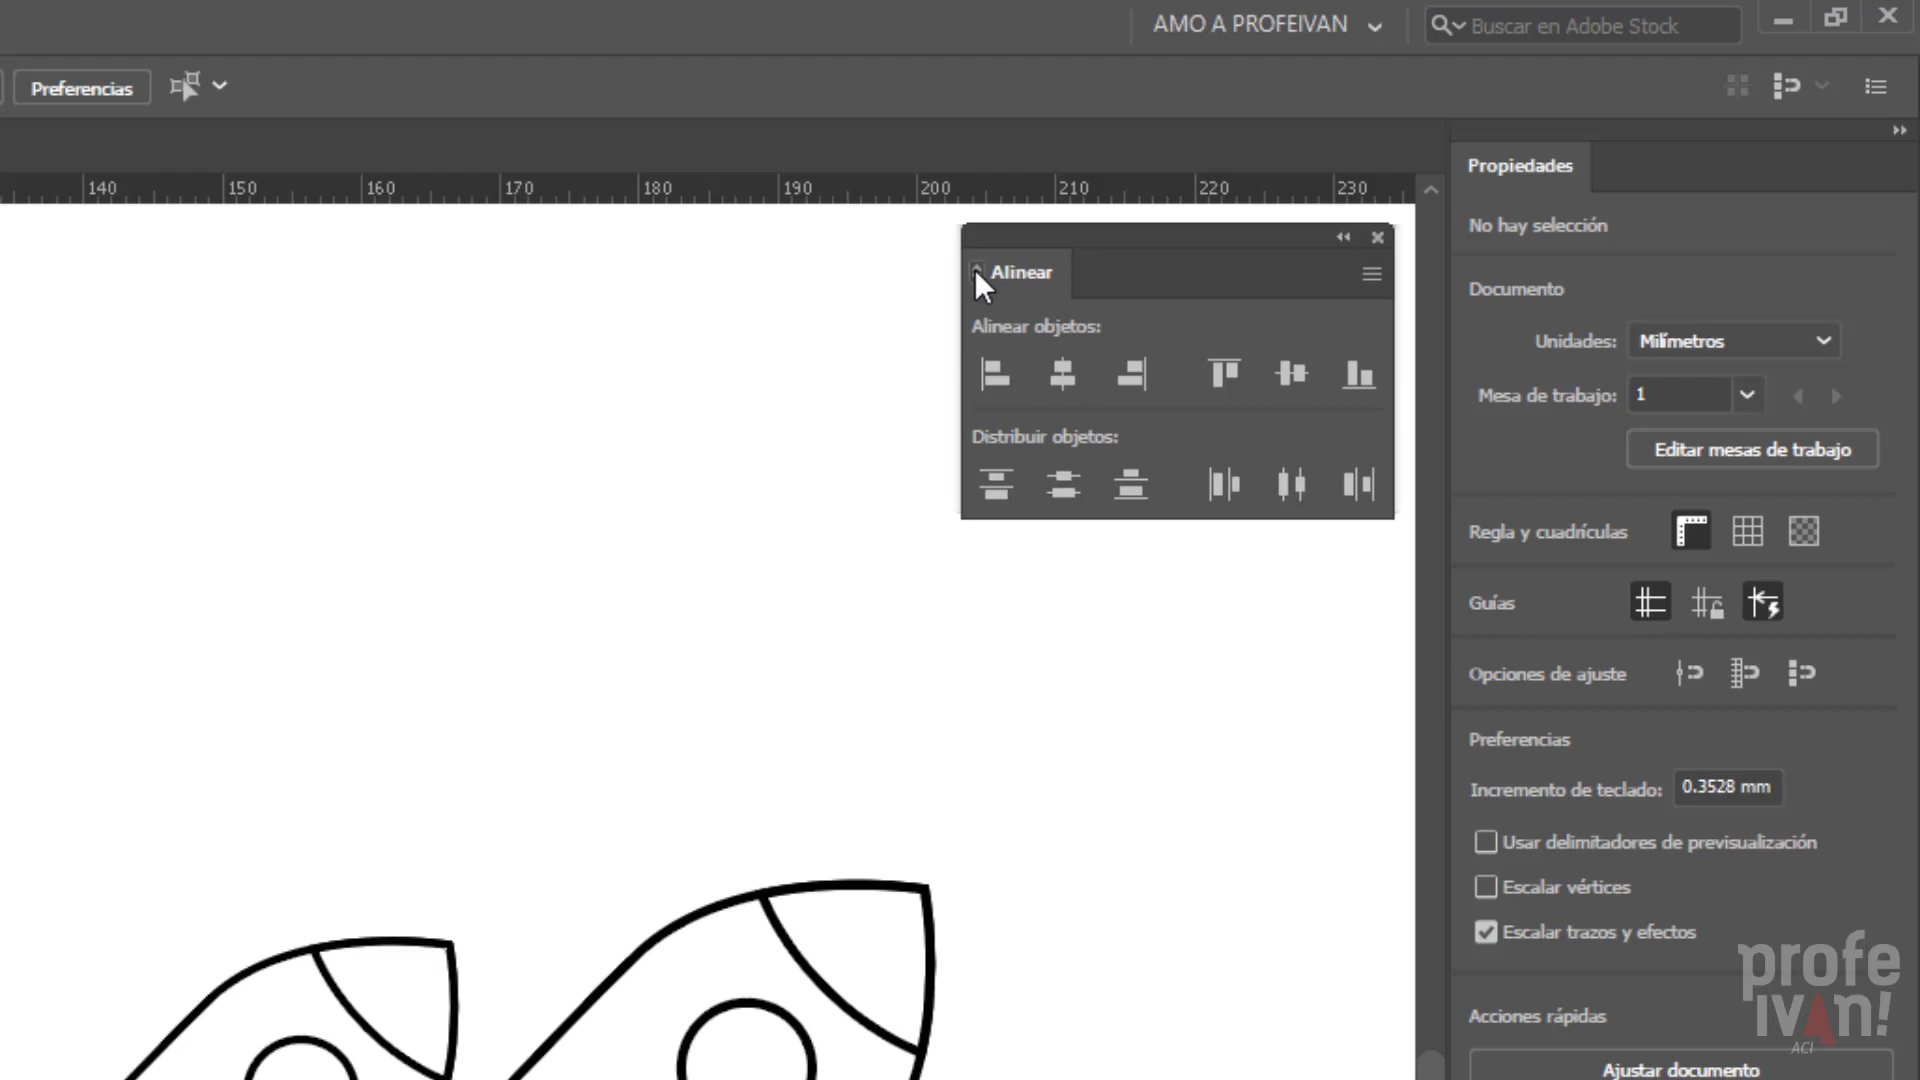 AMO A PROFEIVAN
Buscar en Adobe Stock
Preferencias
140 150 160 170 180 190 200 210 220 230
Propiedades
No hay selección
Alinear
Alinear objetos:
Distribuir objetos:
Documento
Unidades: Milímetros
Mesa de trabajo: 1
Editar mesas de trabajo
Regla y cuadrículas
Guías
Opciones de ajuste
Preferencias
Incremento de teclado: 0.3528 mm
Usar delimitadores de previsualización
Escalar vértices
Escalar trazos y efectos
Acciones rápidas
Ajustar documento
profe
ivan!
ACI